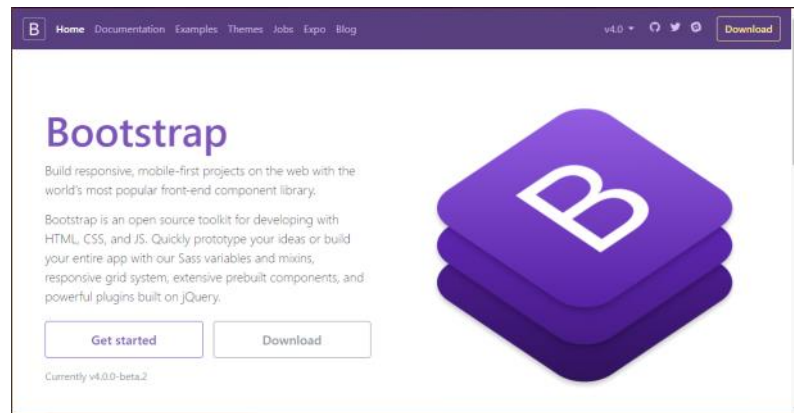 B Home Documentation Examples Themes Jobs Expo Blog v4.0 Download
Bootstrap
Build responsive, mobile-first projects on the web with the
world's most popular front-end component library.
Bootstrap is an open source toolkit for developing with
HTML, CSS, and JS. Quickly prototype your ideas or build
your entire app with our Sass variables and mixins,
responsive grid system, extensive prebuilt components, and
powerful plugins built on jQuery.
Get started Download
Currently v4.0.0-beta.2
B